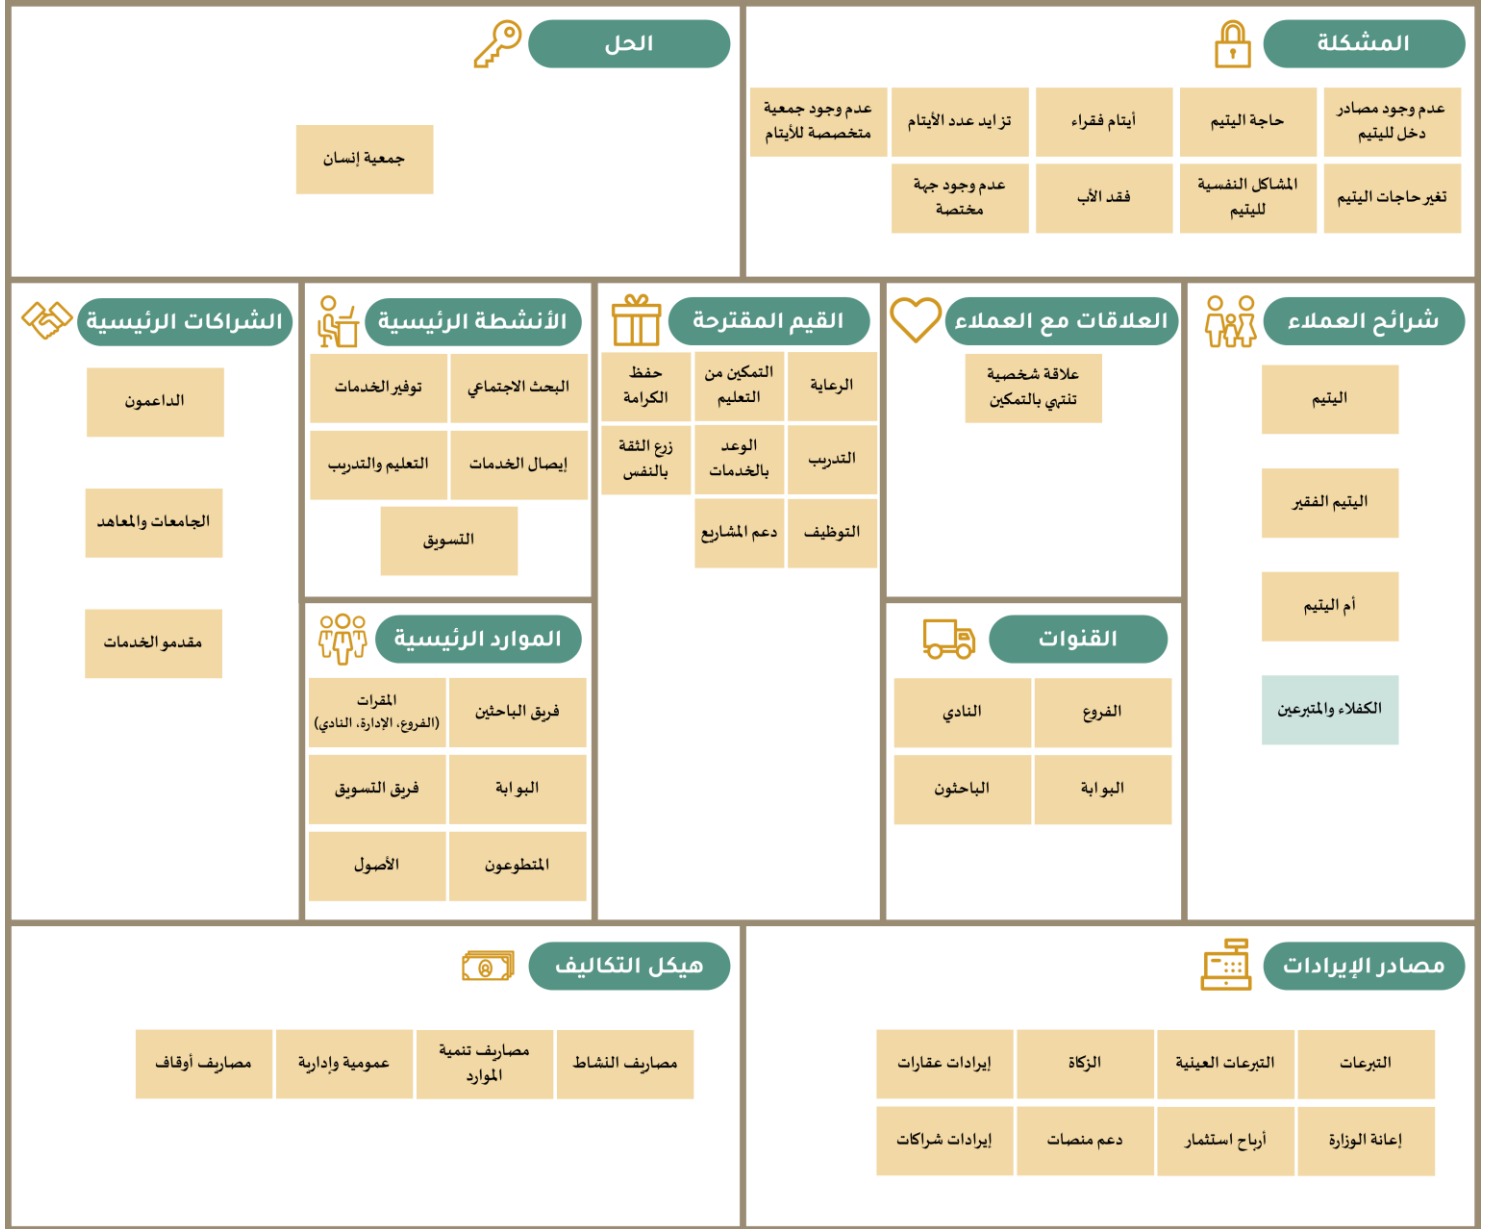 المشكلة
عدم وجود مصادر
دخل لليتيم
حاجة اليتيم
أيتام فقراء
تزايد عدد الأيتام
عدم وجود جمعية
متخصصة للأيتام
تغير حاجات اليتيم
المشاكل النفسية
لليتيم
فقد الأب
عدم وجود جهة
مختصة
الحل
جمعية إنسان
شرائح العملاء
اليتيم
اليتيم الفقير
أم اليتيم
الكفلاء والمتبرعين
العلاقات مع العملاء
علاقة شخصية
تنتهي بالتمكين
القنوات
الفروع
النادي
البوابة
الباحثون
القيم المقترحة
الرعاية
التمكين من
التعليم
حفظ
الكرامة
التدريب
الوعد
بالخدمات
زرع الثقة
بالنفس
التوظيف
دعم المشاريع
الأنشطة الرئيسية
البحث الاجتماعي
توفير الخدمات
إيصال الخدمات
التعليم والتدريب
التسويق
الموارد الرئيسية
فريق الباحثين
المقرات
(الفروع، الإدارة، النادي)
البوابة
فريق التسويق
المتطوعون
الأصول
الشراكات الرئيسية
الداعمون
الجامعات والمعاهد
مقدمو الخدمات
مصادر الإيرادات
التبرعات
التبرعات العينية
الزكاة
إيرادات عقارات
إعانة الوزارة
أرباح استثمار
دعم منصات
إيرادات شراكات
هيكل التكاليف
مصاريف النشاط
مصاريف تنمية
الموارد
عمومية وإدارية
مصاريف أوقاف